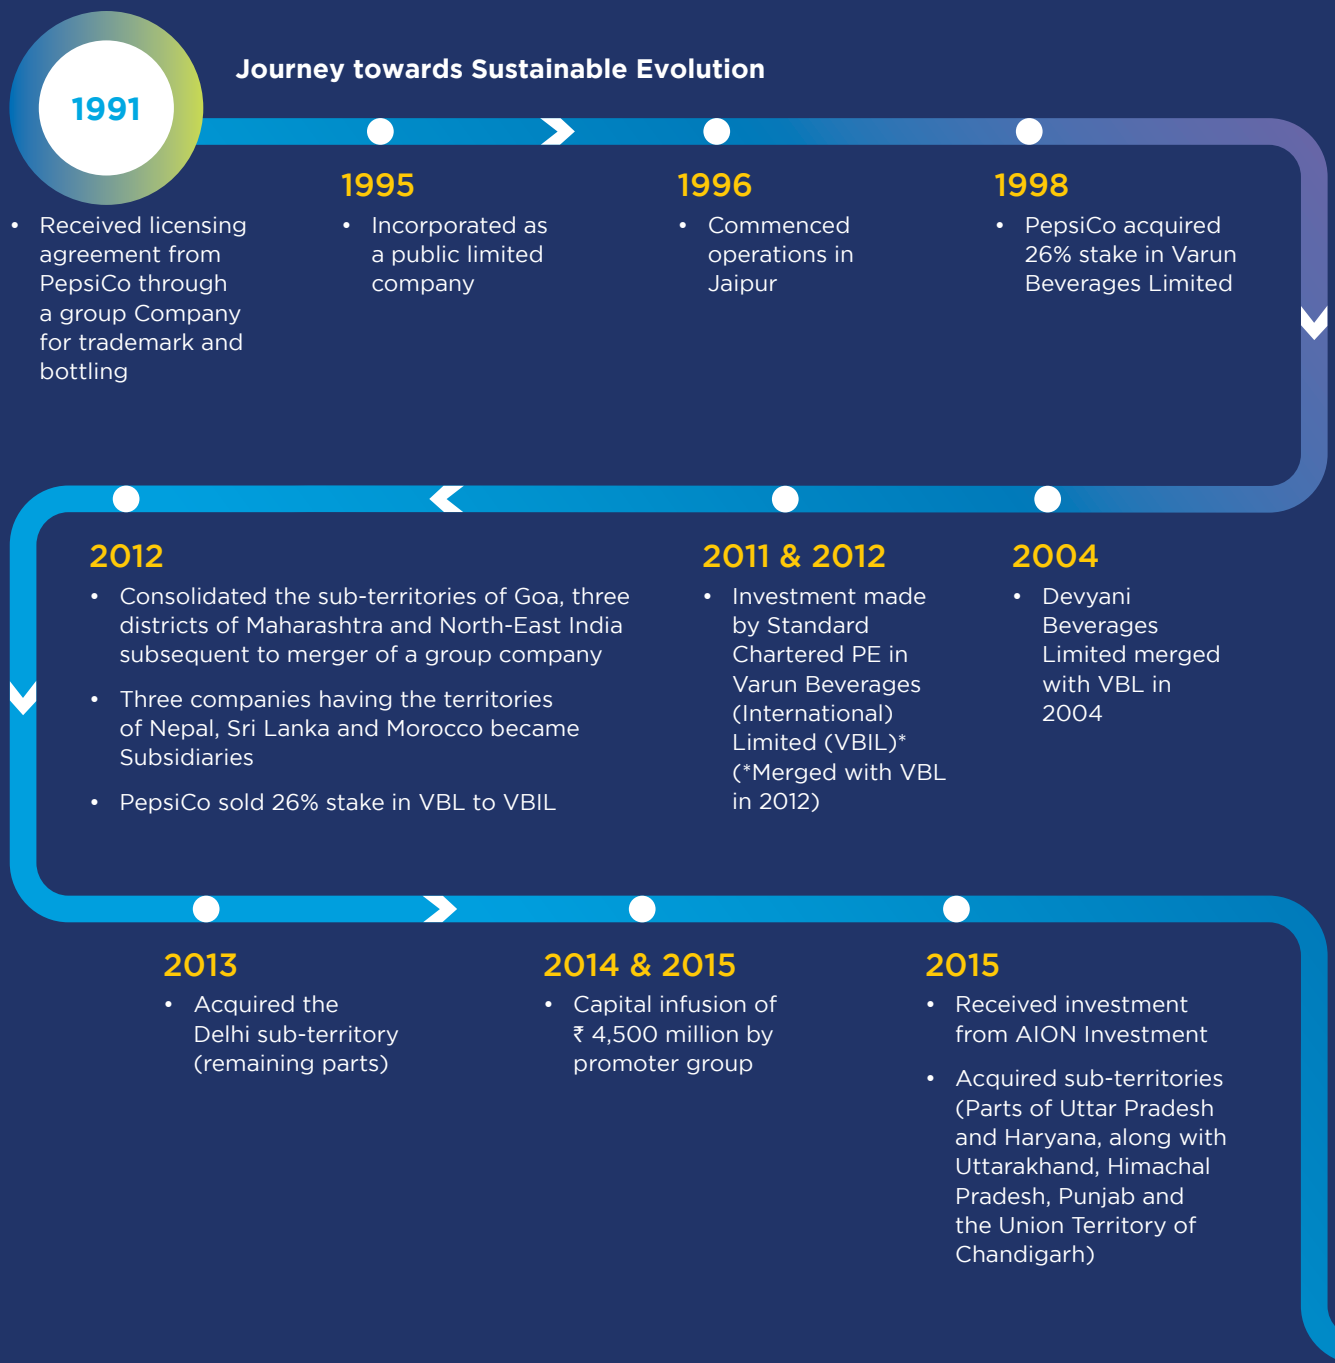 Journey towards Sustainable Evolution
1991
• Received licensing
agreement from
PepsiCo through
a group Company
for trademark and
bottling
1995
• Incorporated as
a public limited
company
1996
• Commenced
operations in
Jaipur
1998
• PepsiCo acquired
26% stake in Varun
Beverages Limited
2004
• Devyani
Beverages
Limited merged
with VBL in
2004
2011 & 2012
• Investment made
by Standard
Chartered PE in
Varun Beverages
(International)
Limited (VBIL)*
(*Merged with VBL
in 2012)
2012
• Consolidated the sub-territories of Goa, three
districts of Maharashtra and North-East India
subsequent to merger of a group company
• Three companies having the territories
of Nepal, Sri Lanka and Morocco became
Subsidiaries
• PepsiCo sold 26% stake in VBL to VBIL
2013
• Acquired the
Delhi sub-territory
(remaining parts)
2014 & 2015
• Capital infusion of
₹ 4,500 million by
promoter group
2015
• Received investment
from AION Investment
• Acquired sub-territories
(Parts of Uttar Pradesh
and Haryana, along with
Uttarakhand, Himachal
Pradesh, Punjab and
the Union Territory of
Chandigarh)